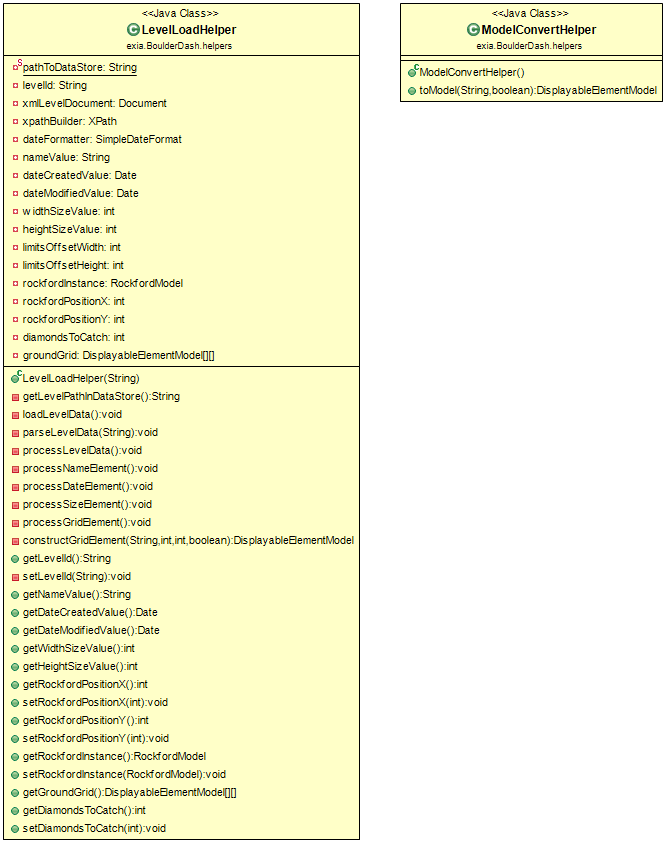 <<Java Class>>
LevelLoadHelper
exia.BoulderDash.helpers
pathToDataStore: String
levelId: String
xmlLevelDocument: Document
xpathBuilder: XPath
dateFormatter: SimpleDateFormat
nameValue: String
dateCreatedValue: Date
dateModifiedValue: Date
widthSizeValue: int
heightSizeValue: int
limitsOffsetWidth: int
limitsOffsetHeight: int
rockfordInstance: RockfordModel
rockfordPositionX: int
rockfordPositionY: int
diamondsToCatch: int
groundGrid: DisplayableElementModel[][]
LevelLoadHelper(String)
getLevelPathInDataStore():String
loadLevelData():void
parseLevelData(String):void
processLevelData():void
processNameElement():void
processDateElement():void
processSizeElement():void
processGridElement():void
constructGridElement(String,int,int,boolean):DisplayableElementModel
getLevelId():String
setLevelId(String):void
getNameValue():String
getDateCreatedValue():Date
getDateModifiedValue():Date
getWidthSizeValue():int
getHeightSizeValue():int
getRockfordPositionX():int
setRockfordPositionX(int):void
getRockfordPositionY():int
setRockfordPositionY(int):void
getRockfordInstance():RockfordModel
setRockfordInstance(RockfordModel):void
getGroundGrid():DisplayableElementModel[][]
getDiamondsToCatch():int
setDiamondsToCatch(int):void
<<Java Class>>
ModelConvertHelper
exia.BoulderDash.helpers
ModelConvertHelper()
toModel(String,boolean):DisplayableElementModel